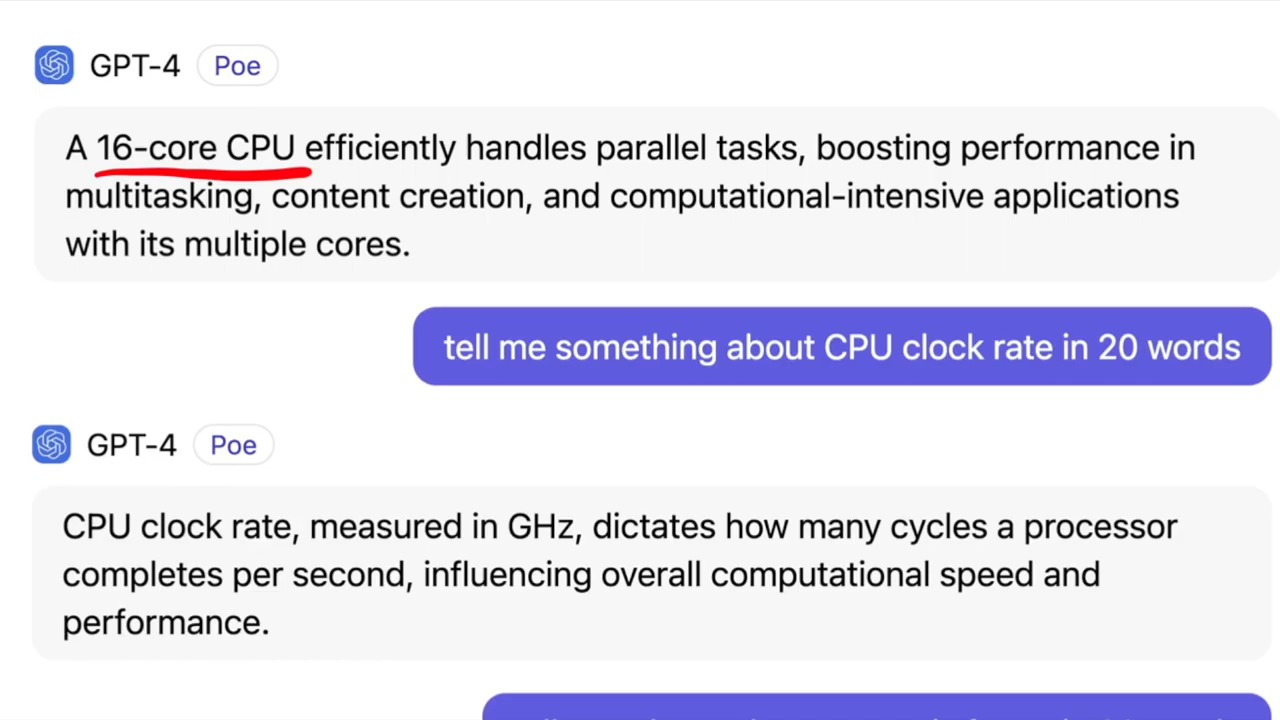 GPT-4 Poe
A 16-core CPU efficiently handles parallel tasks, boosting performance in
multitasking, content creation, and computational-intensive applications
with its multiple cores.
tell me something about CPU clock rate in 20 words
GPT-4 Poe
CPU clock rate, measured in GHz, dictates how many cycles a processor
completes per second, influencing overall computational speed and
performance.